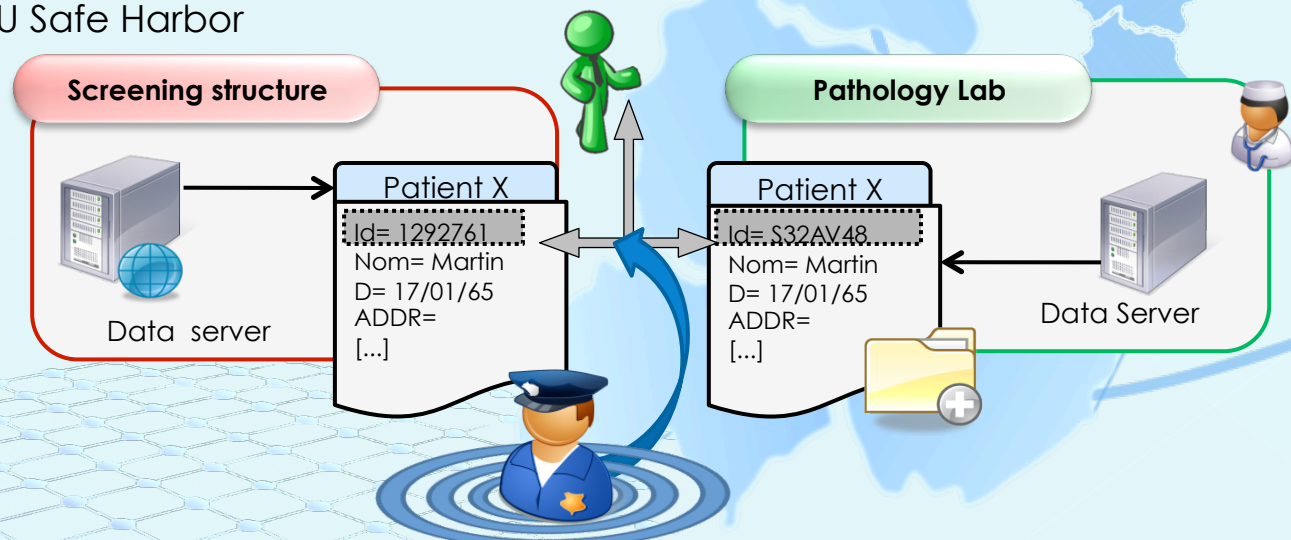 U Safe Harbor
Screening structure
Pathology Lab
Patient X
Id= 1292761
Nom= Martin
D= 17/01/65
ADDR=
[...]
Data server
Patient X
Id= S32AV48
Nom= Martin
D= 17/01/65
ADDR=
[...]
Data Server